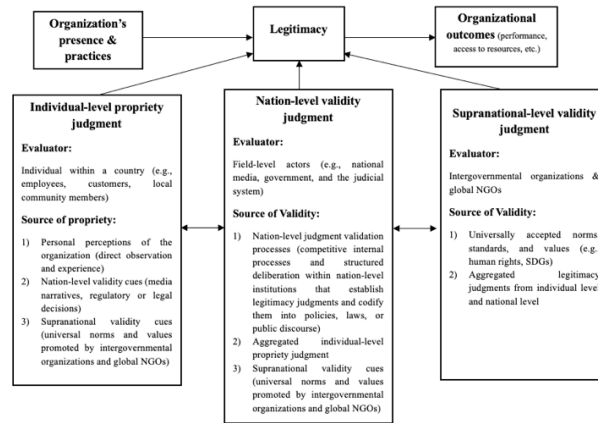 Organization's
presence &
practices
Legitimacy
Organizational
outcomes (performance,
access to resources, etc.)
Individual-level propriety
judgment
Evaluator:
Individual within a country (e.g.,
employees, customers, local
community members)
Source of propriety:
1) Personal perceptions of the
organization (direct observation
and experience)
2) Nation-level validity cues (media
narratives, regulatory or legal
decisions)
3) Supranational validity cues
(universal norms and values
promoted by intergovernmental
organizations and global NGOs)
Nation-level validity
judgment
Evaluator:
Field-level actors (e.g., national
media, government, and the judicial
system)
Source of Validity:
1) Nation-level judgment validation
processes (competitive internal
processes and structured
deliberation within nation-level
institutions that establish
legitimacy judgments and codify
them into policies, laws, or
public discourse)
2) Aggregated individual-level
propriety judgment
3) Supranational validity cues
(universal norms and values
promoted by intergovernmental
organizations and global NGOs)
Supranational-level validity
judgment
Evaluator:
Intergovernmental organizations &
global NGOs
Source of Validity:
1) Universally accepted norms,
standards, and values (e.g.,
human rights, SDGs)
2) Aggregated legitimacy
judgments from individual level
and national level